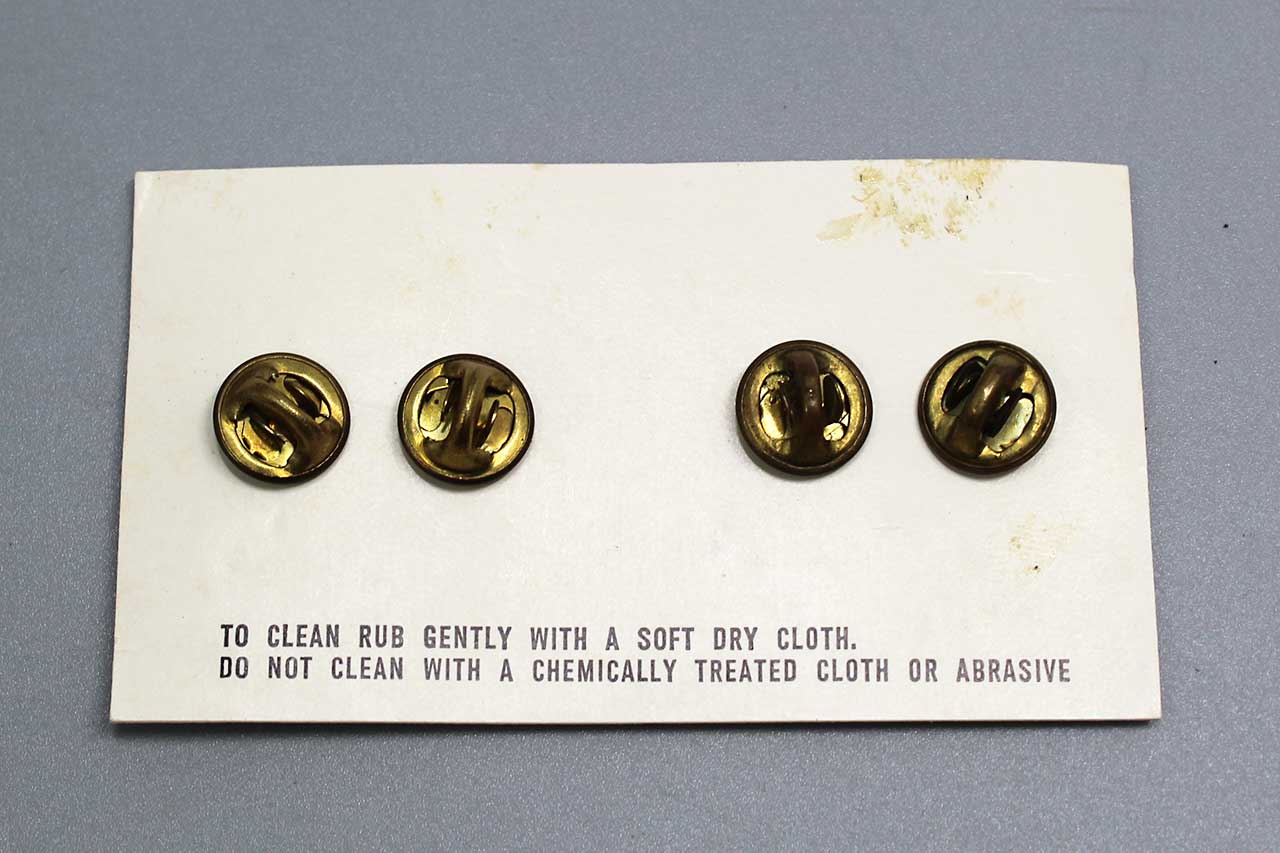 TO CLEAN RUB GENTLY WITH A SOFT DRY CLOTH.
DO NOT CLEAN WITH A CHEMICALLY TREATED CLOTH OR ABRASIVE